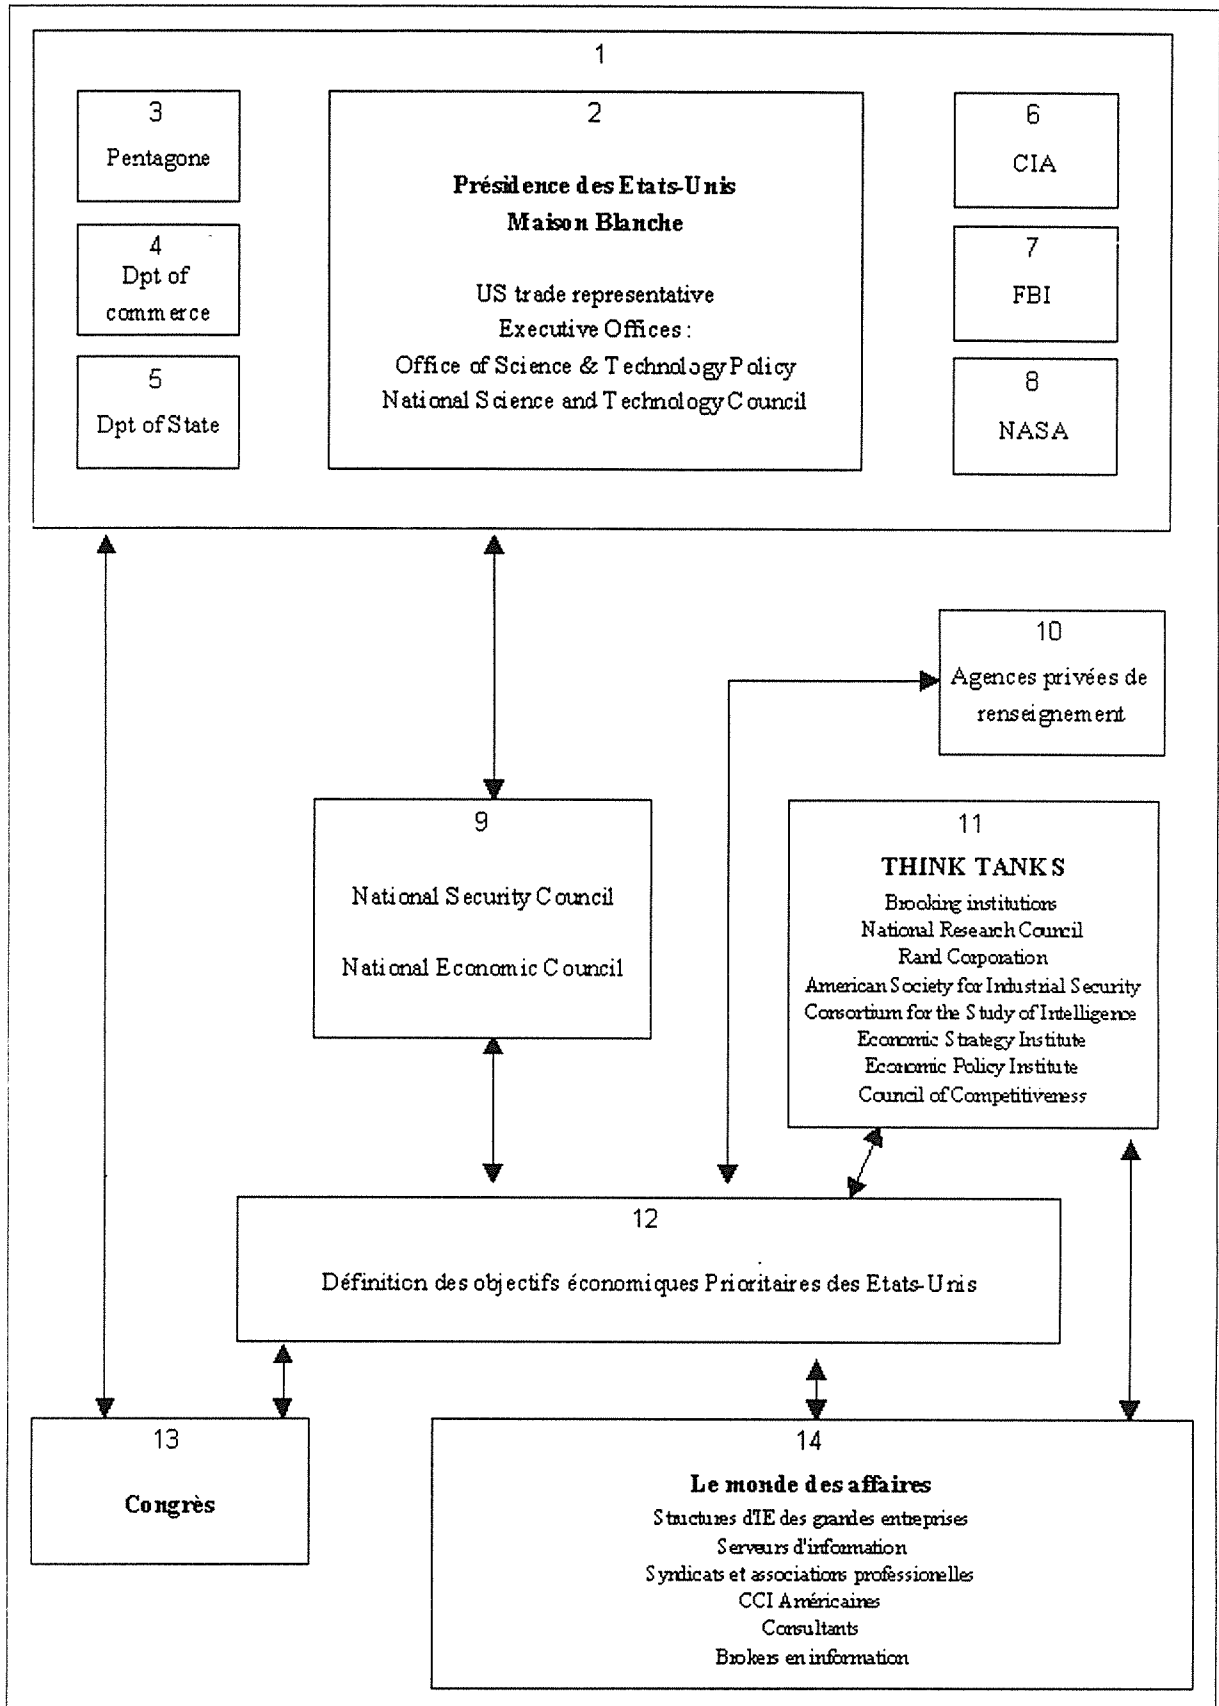 1
3
Pentagone
2
Présidence des Etats-Unis
Maison Blanche
US trade representative
Executive Offices :
Office of Science & Technology Policy
National Science and Technology Council
6
CIA
4
Dpt of
commerce
7
FBI
5
Dpt of State
8
NASA
10
Agences privées de
renseignement
9
National Security Council
National Economic Council
11
THINK TANKS
Brooking institutions
National Research Council
Rand Corporation
American Society for Industrial Security
Consortium for the Study of Intelligence
Economic Strategy Institute
Economic Policy Institute
Council of Competitiveness
12
Définition des objectifs économiques Prioritaires des Etats-Unis
13
Congrès
14
Le monde des affaires
Structures d'IE des grandes entreprises
Serveurs d'information
Syndicats et associations professionelles
CCI Américaines
Consultants
Brokers en information